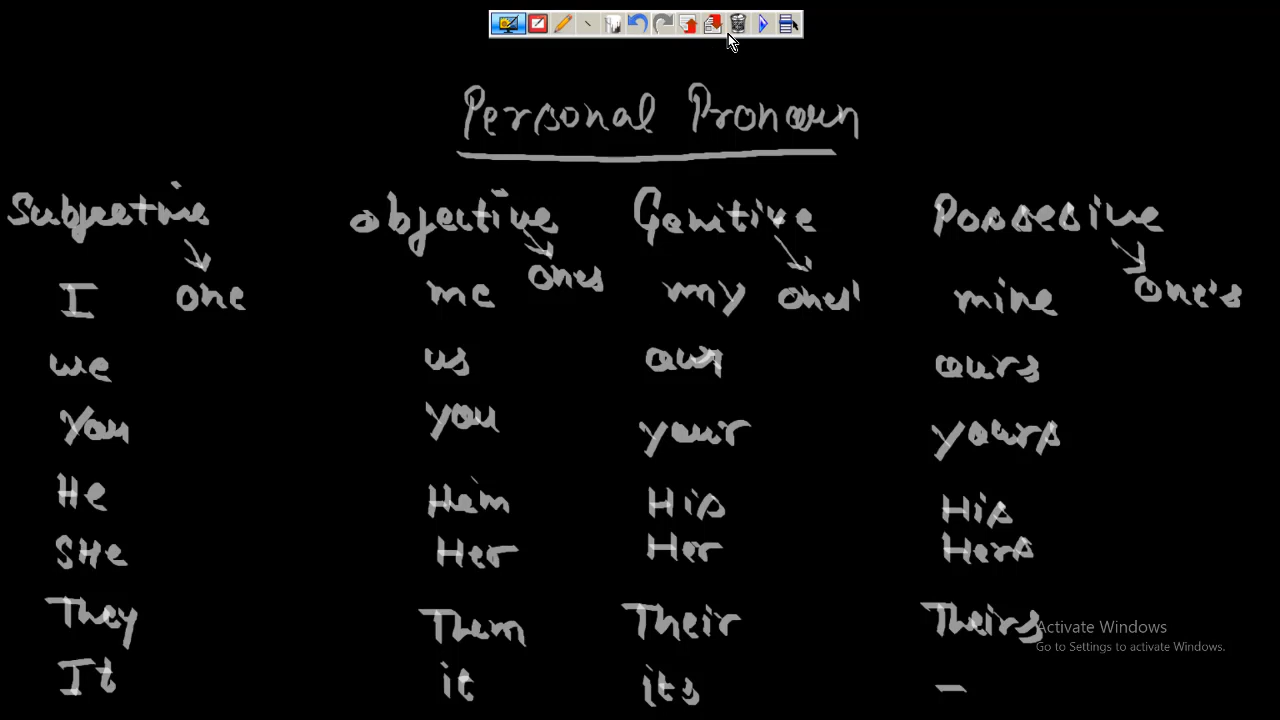 Personal Pronoun
Subjective objective Genitive Possesive
one ones ones' one's
I me my mine
we us our ours
You you your yours
He Him His His
SHe Her Her Hers
They Them Their Theirs
It it its –
Activate Windows
Go to Settings to activate Windows.